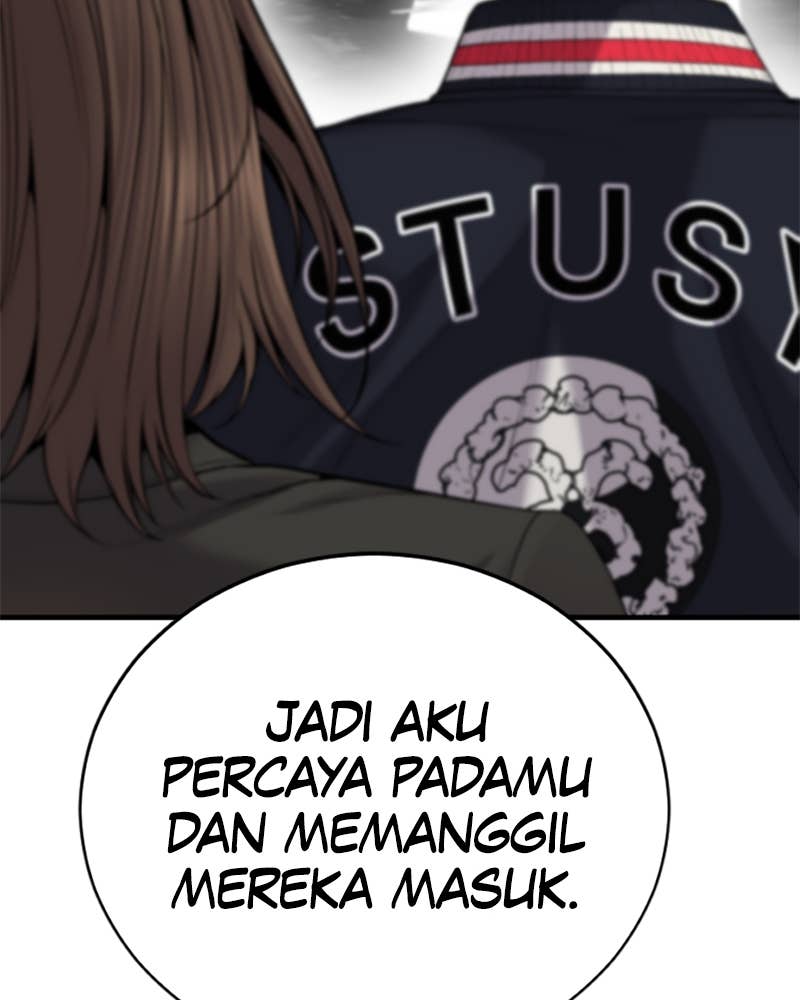 STUSY
JADI AKU
PERCAYA PADAMU
DAN MEMANGGIL
MEREKA MASUK.